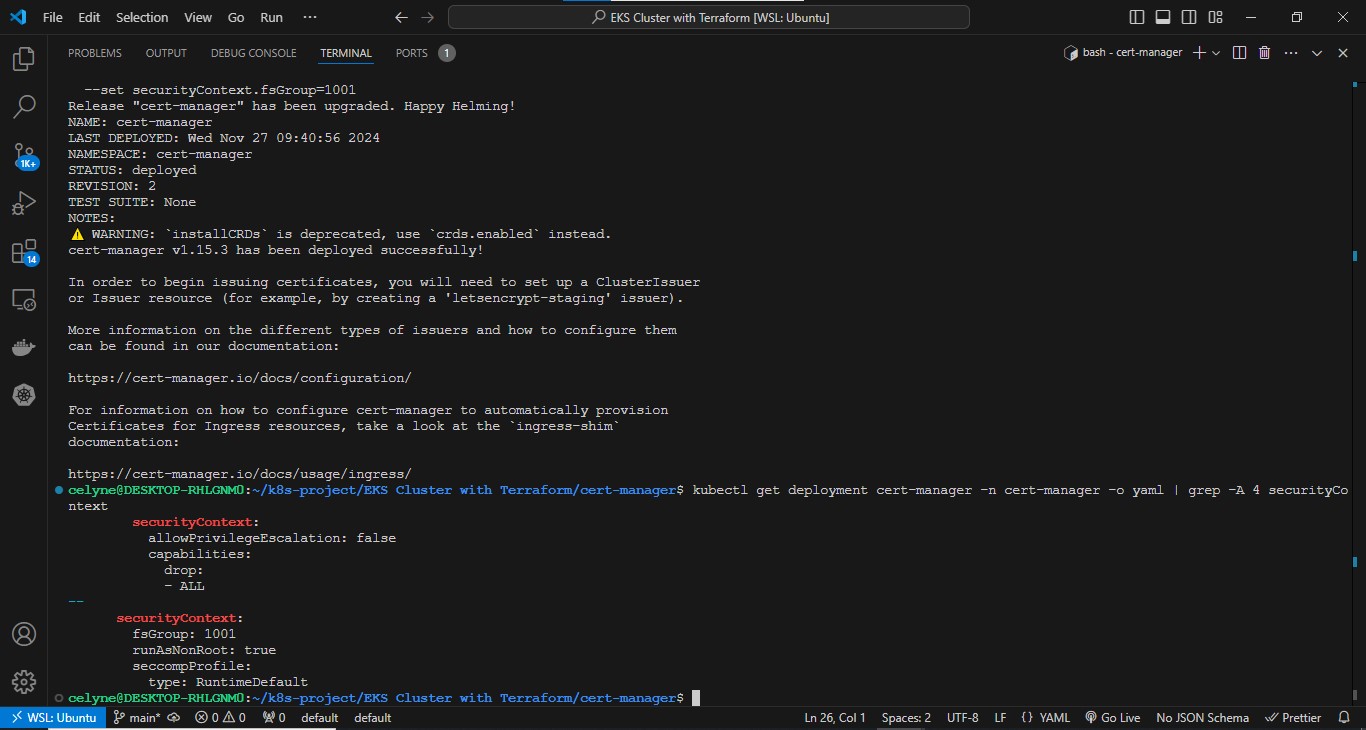 File Edit Selection View Go Run ···
EKS Cluster with Terraform [WSL: Ubuntu]
PROBLEMS OUTPUT DEBUG CONSOLE TERMINAL PORTS 1
bash - cert-manager
--set securityContext.fsGroup=1001
Release "cert-manager" has been upgraded. Happy Helming!
NAME: cert-manager
LAST DEPLOYED: Wed Nov 27 09:40:56 2024
NAMESPACE: cert-manager
STATUS: deployed
REVISION: 2
TEST SUITE: None
NOTES:
⚠ WARNING: `installCRDs` is deprecated, use `crds.enabled` instead.
cert-manager v1.15.3 has been deployed successfully!
In order to begin issuing certificates, you will need to set up a ClusterIssuer
or Issuer resource (for example, by creating a 'letsencrypt-staging' issuer).
More information on the different types of issuers and how to configure them
can be found in our documentation:
https://cert-manager.io/docs/configuration/
For information on how to configure cert-manager to automatically provision
Certificates for Ingress resources, take a look at the `ingress-shim`
documentation:
https://cert-manager.io/docs/usage/ingress/
celyne@DESKTOP-RHLGNM0:~/k8s-project/EKS Cluster with Terraform/cert-manager$ kubectl get deployment cert-manager -n cert-manager -o yaml | grep -A 4 securityCo
ntext
securityContext:
allowPrivilegeEscalation: false
capabilities:
drop:
- ALL
--
securityContext:
fsGroup: 1001
runAsNonRoot: true
seccompProfile:
type: RuntimeDefault
celyne@DESKTOP-RHLGNM0:~/k8s-project/EKS Cluster with Terraform/cert-manager$
1K+
14
WSL: Ubuntu main* 0 0 0 default default
Ln 26, Col 1 Spaces: 2 UTF-8 LF {} YAML Go Live No JSON Schema Prettier